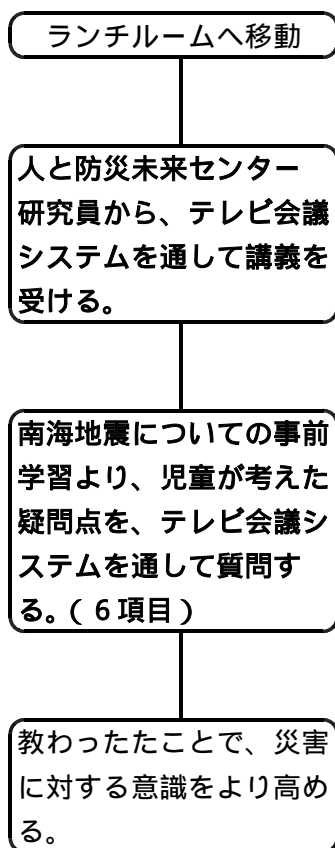 ランチルームへ移動
人と防災未来センター
研究員から、テレビ会議
システムを通して講義を
受ける。
南海地震についての事前
学習より、児童が考えた
疑問点を、テレビ会議シ
ステムを通して質問す
る。（６項目）
教わったたことで、災害
に対する意識をより高め
る。